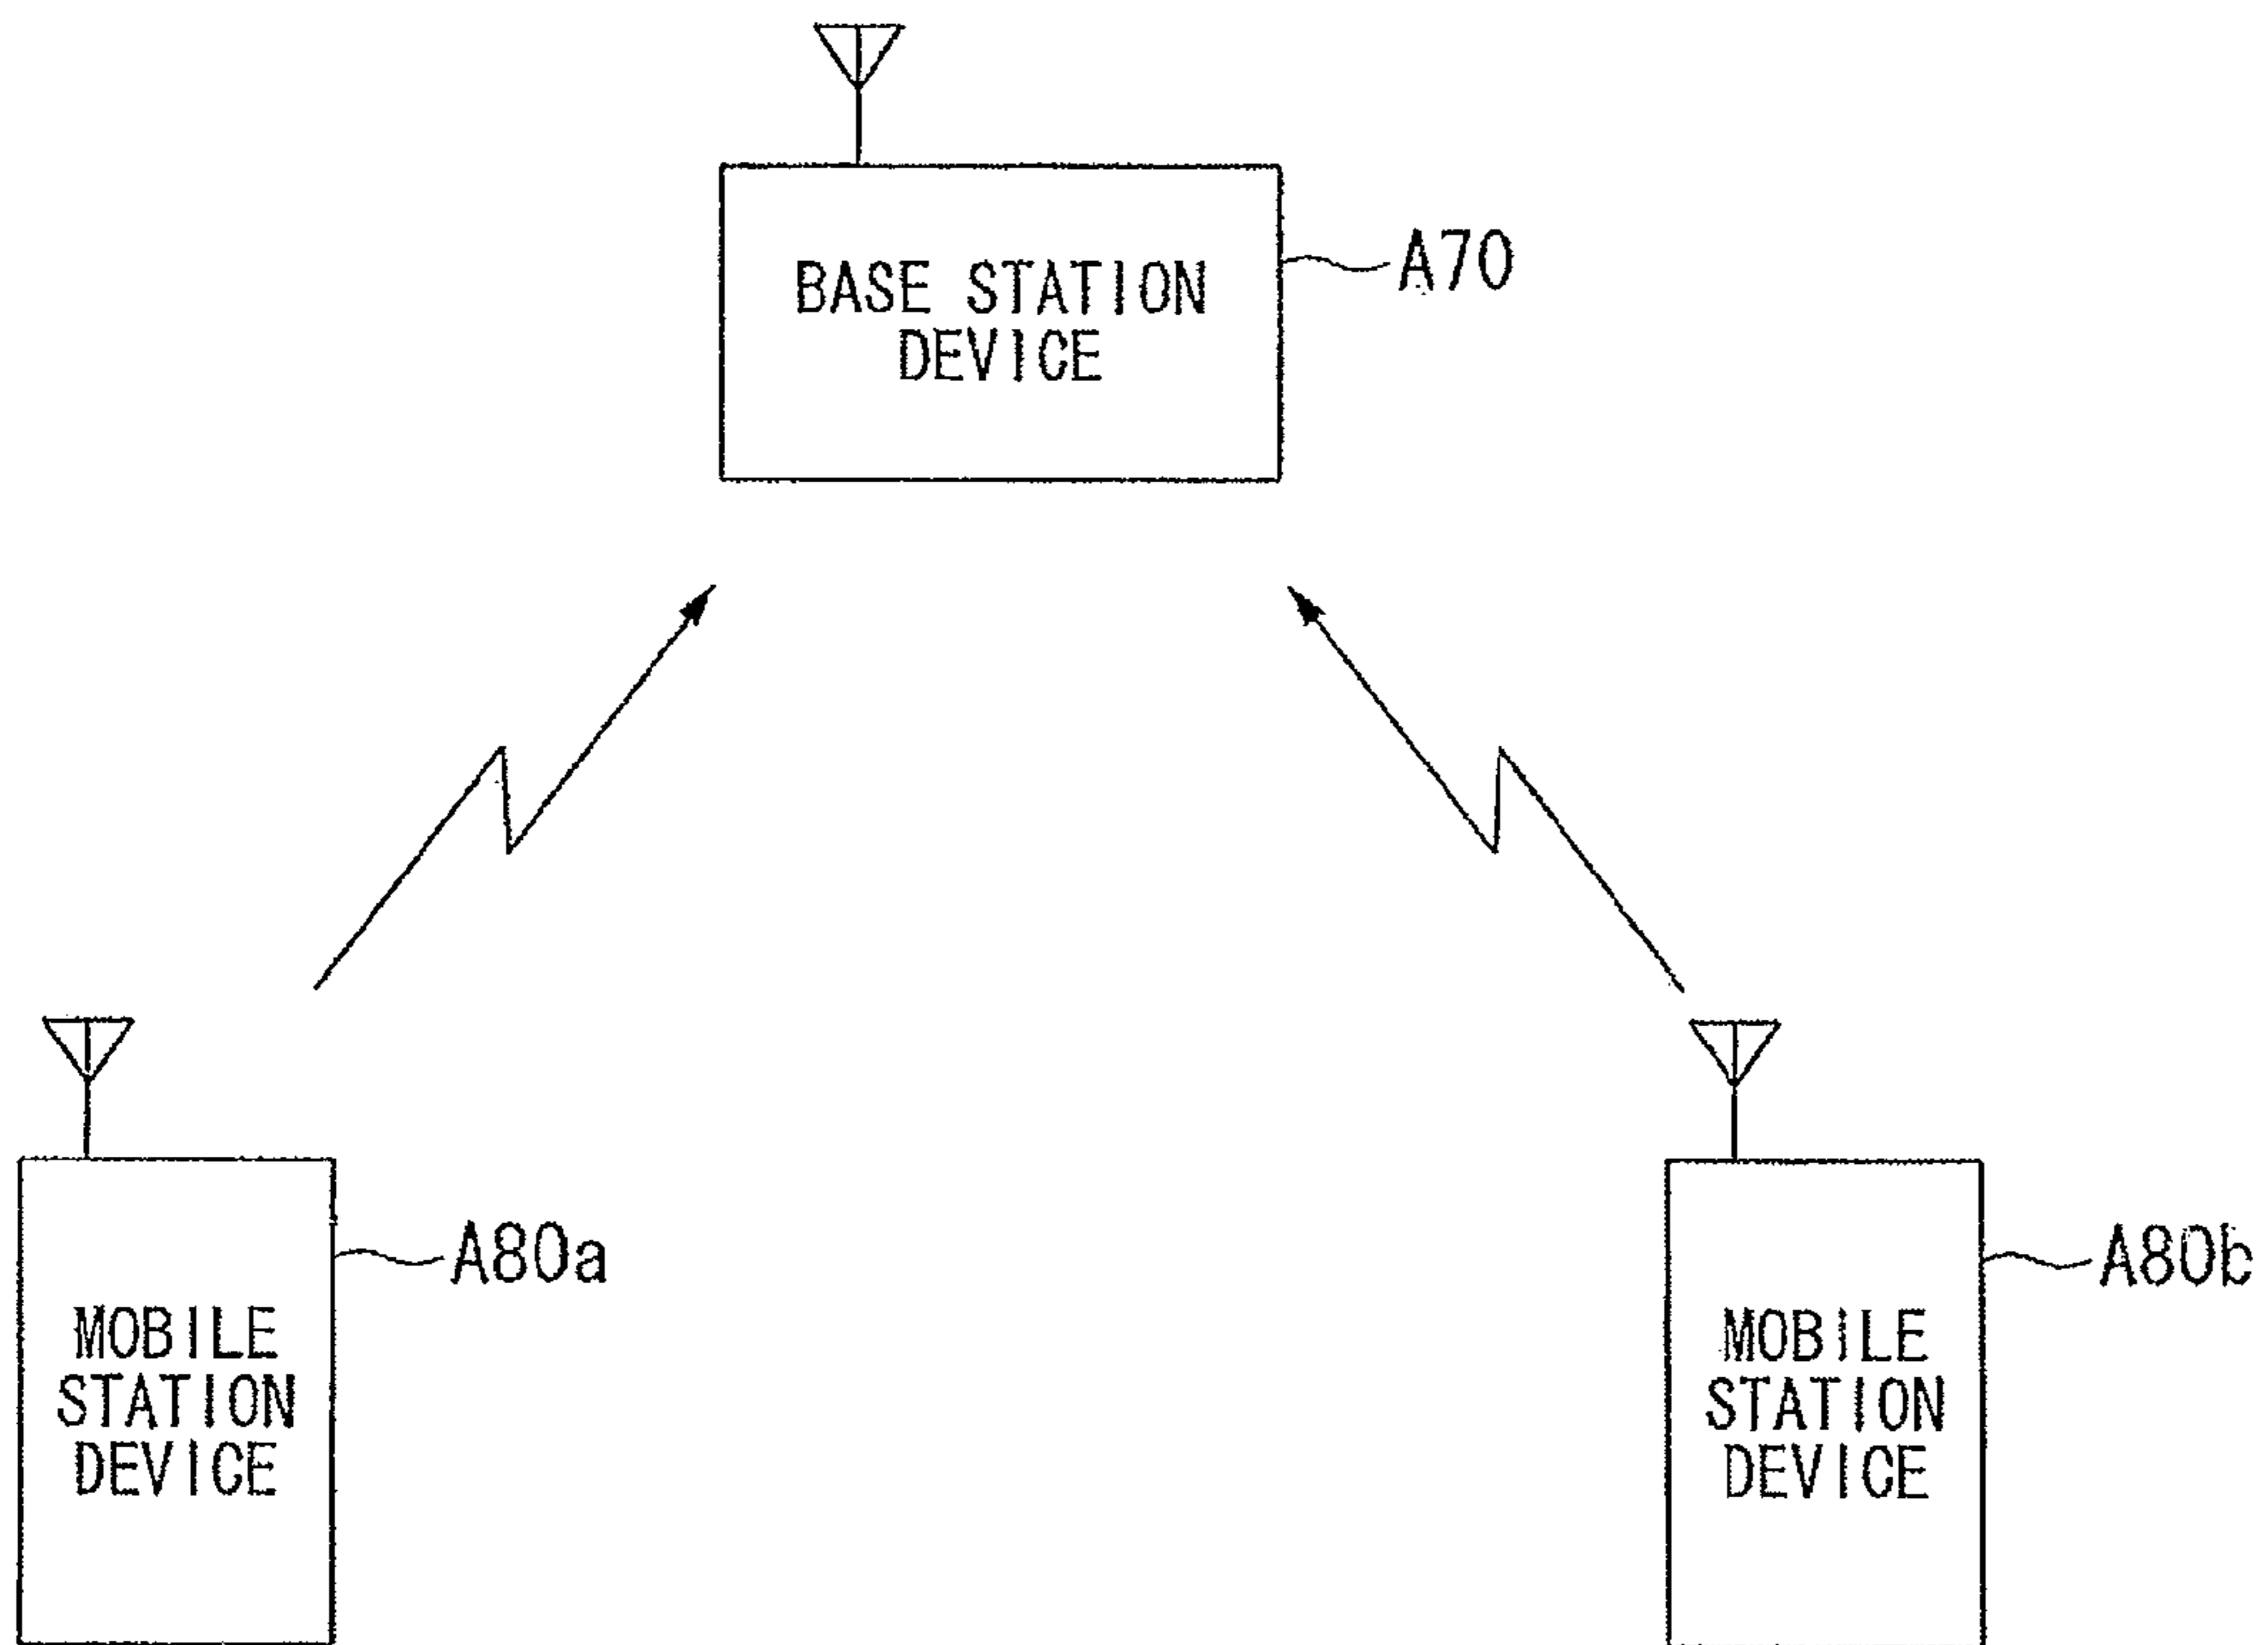 BASE STATION
DEVICE
A70
A80a
MOBILE
STATION
DEVICE
A80b
MOBILE
STATION
DEVICE